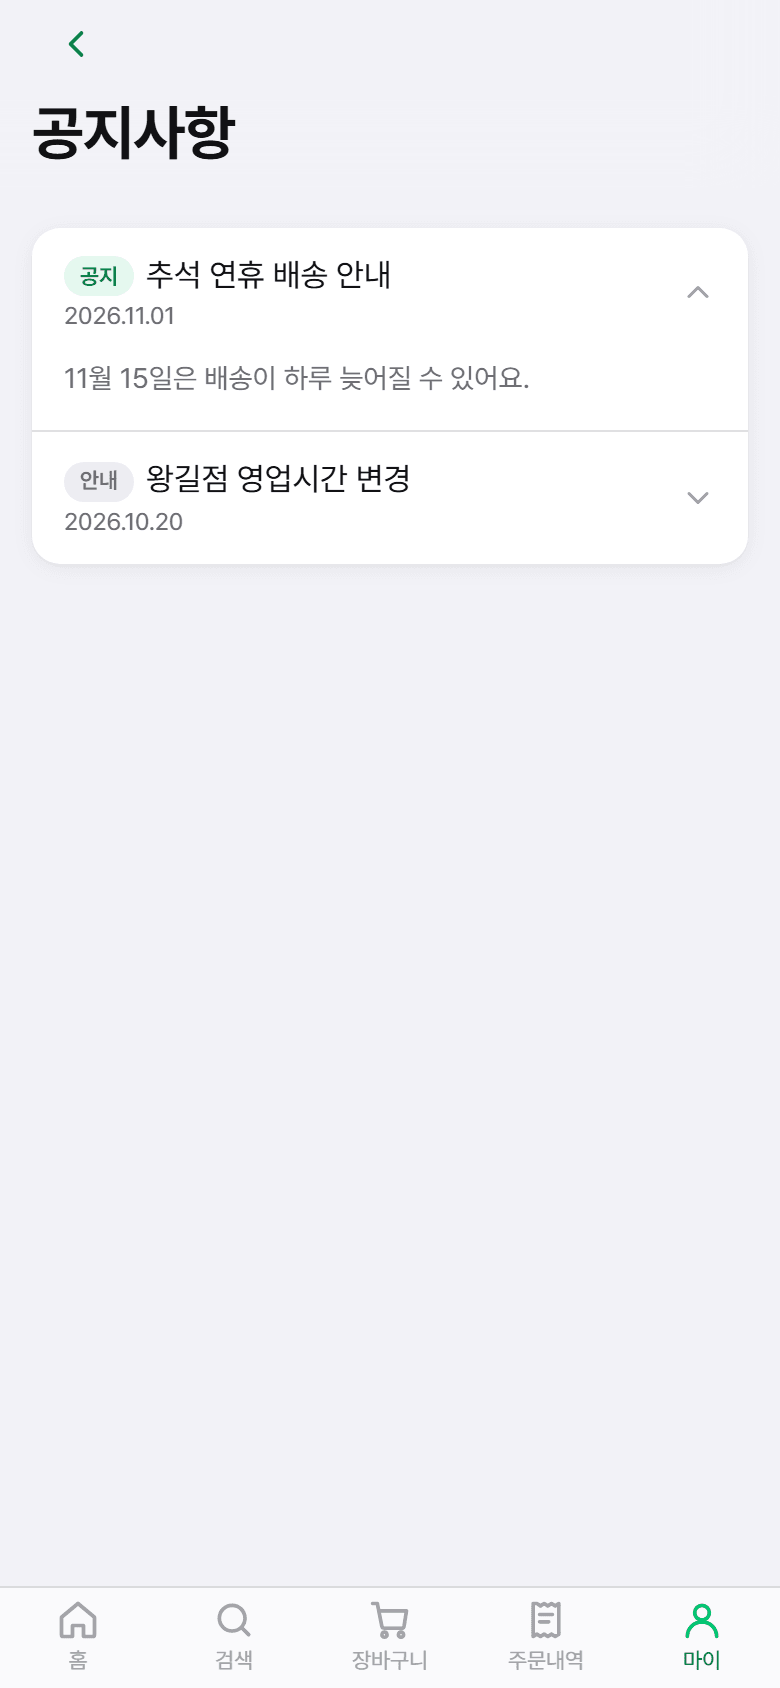 공지사항
공지 추석 연휴 배송 안내
2026.11.01
11월 15일은 배송이 하루 늦어질 수 있어요.
안내 왕길점 영업시간 변경
2026.10.20
홈 검색 장바구니 주문내역 마이